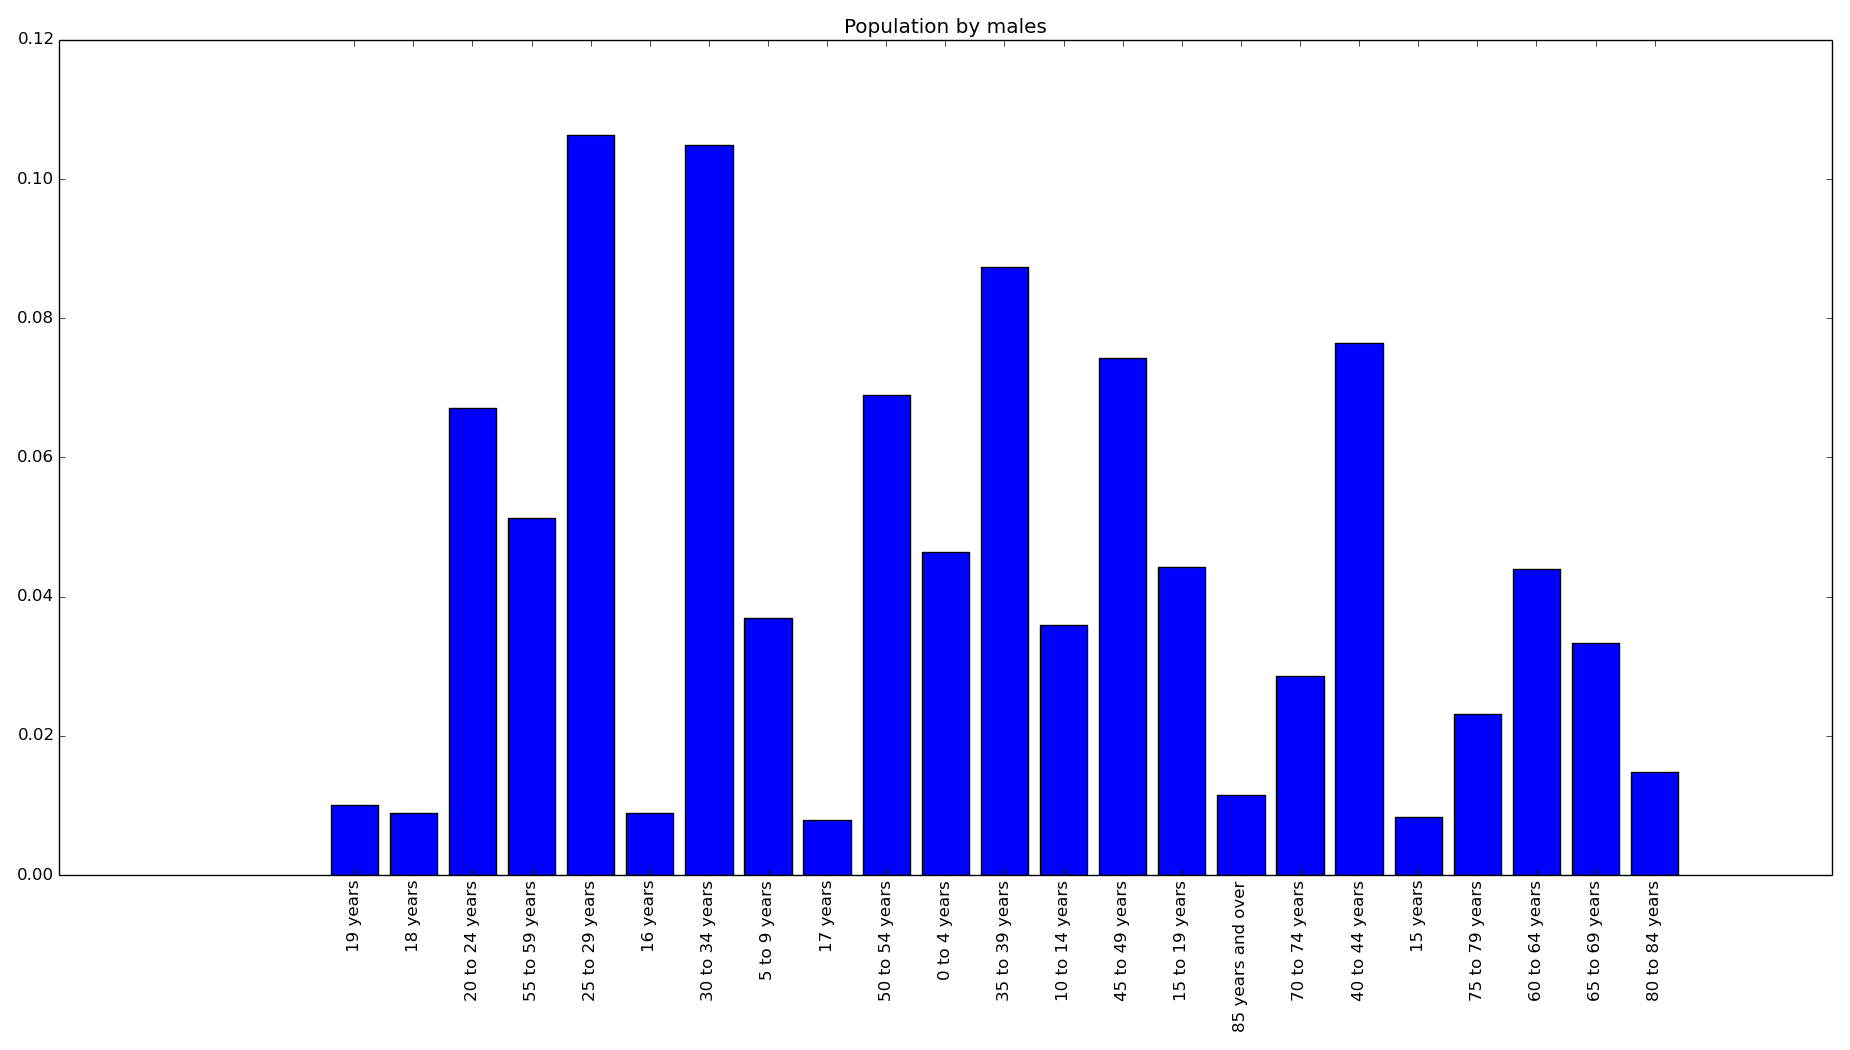 Population by males
0.12
0.10
0.08
0.06
0.04
0.02
0.00
19 years
18 years
20 to 24 years
55 to 59 years
25 to 29 years
16 years
30 to 34 years
5 to 9 years
17 years
50 to 54 years
0 to 4 years
35 to 39 years
10 to 14 years
45 to 49 years
15 to 19 years
85 years and over
70 to 74 years
40 to 44 years
15 years
75 to 79 years
60 to 64 years
65 to 69 years
80 to 84 years